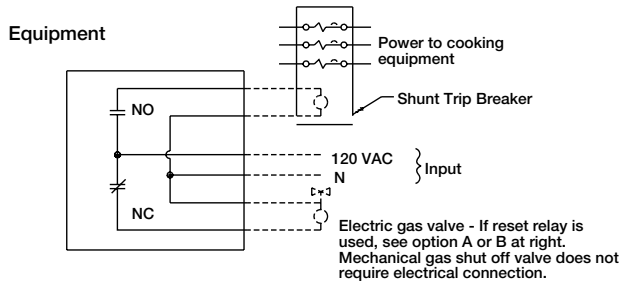 Equipment
Power to cooking
equipment
Shunt Trip Breaker
NO
120 VAC
N
Input
NC
Electric gas valve - If reset relay is
used, see option A or B at right.
Mechanical gas shut off valve does not
require electrical connection.